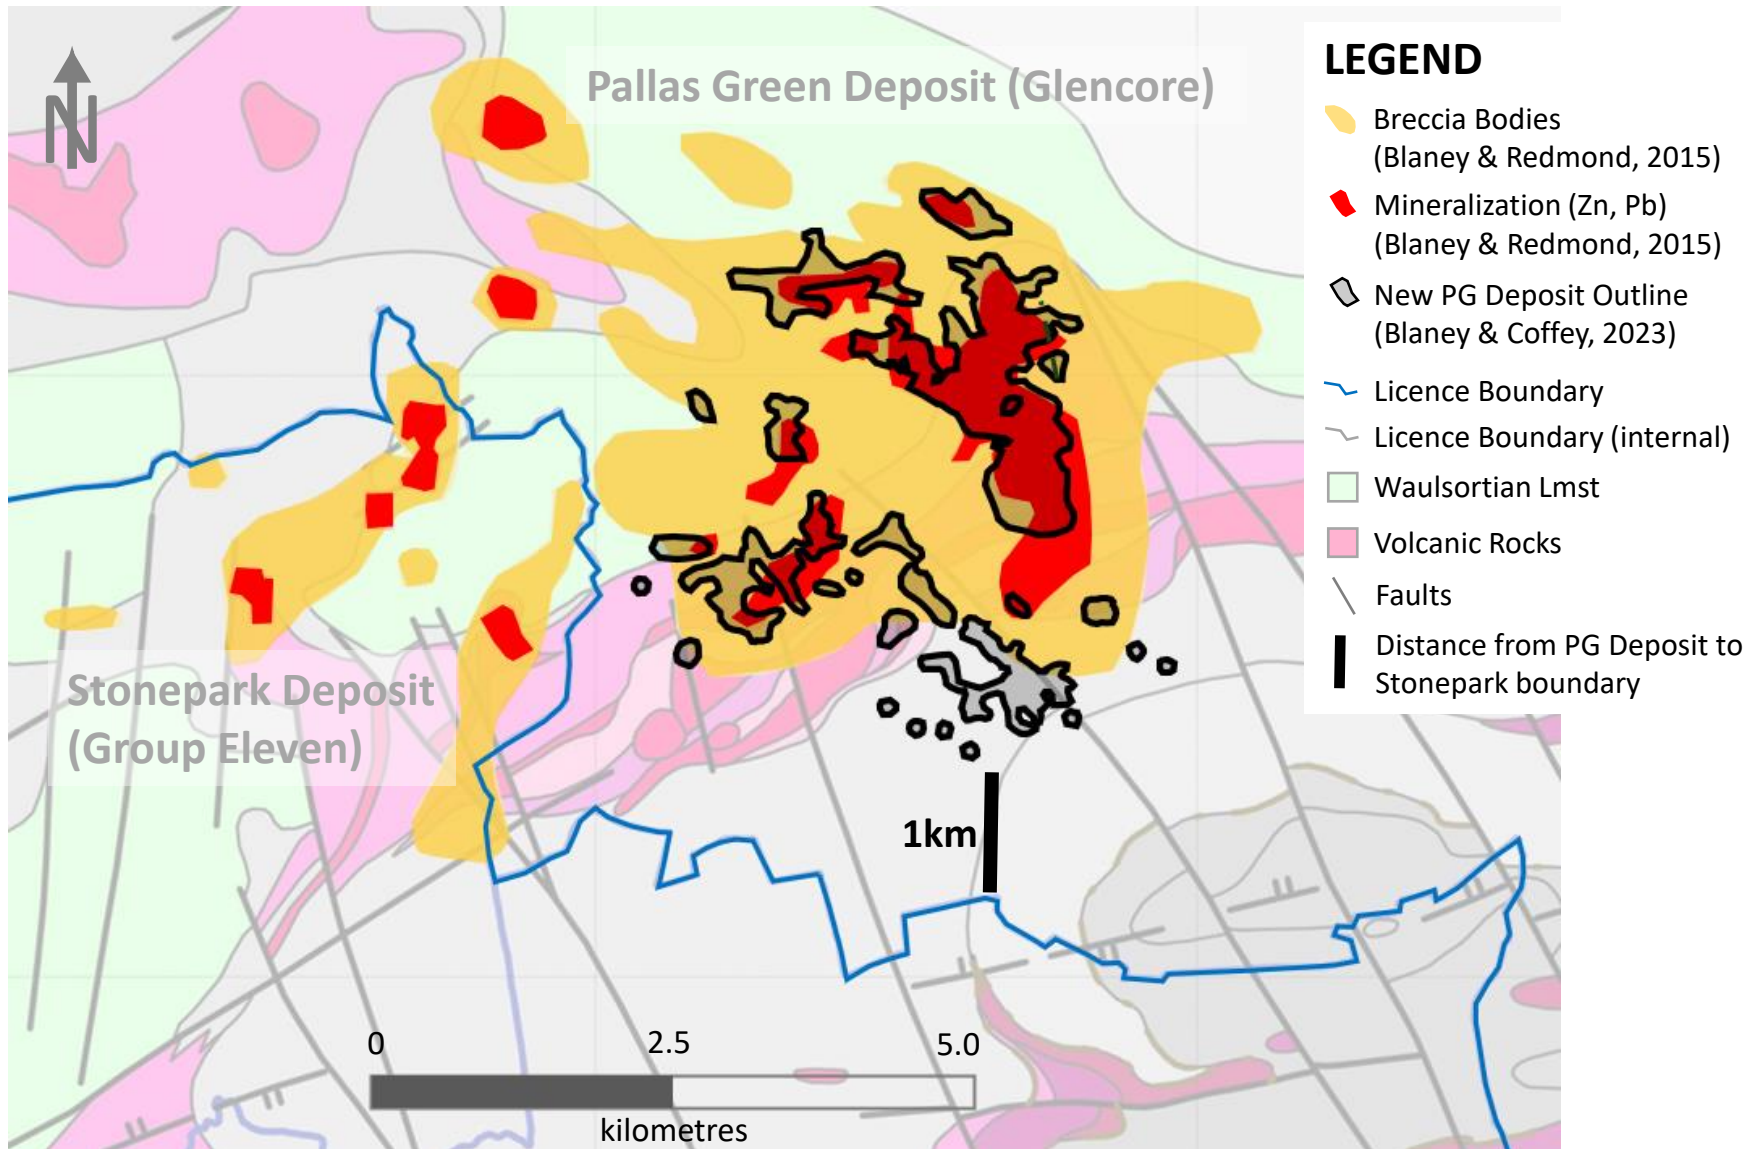 N
Pallas Green Deposit (Glencore)
Stonepark Deposit
(Group Eleven)
1km
0 2.5 5.0
kilometres
LEGEND
Breccia Bodies
(Blaney & Redmond, 2015)
Mineralization (Zn, Pb)
(Blaney & Redmond, 2015)
New PG Deposit Outline
(Blaney & Coffey, 2023)
Licence Boundary
Licence Boundary (internal)
Waulsortian Lmst
Volcanic Rocks
Faults
Distance from PG Deposit to
Stonepark boundary